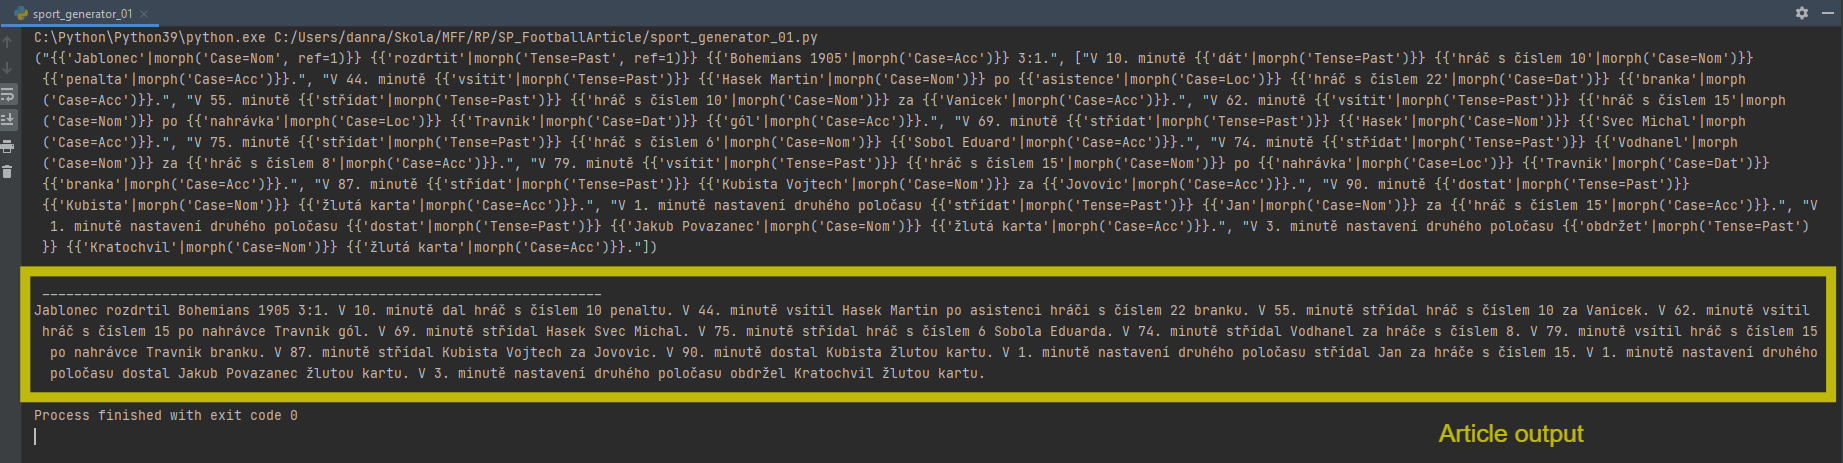 sport_generator_01
C:\Python\Python39\python.exe C:/Users/danra/Skola/MFF/RP/SP_FootballArticle/sport_generator_01.py
("{{'Jablonec'|morph('Case=Nom', ref=1)}} {{'rozdrtit'|morph('Tense=Past', ref=1)}} {{'Bohemians 1905'|morph('Case=Acc')}} 3:1.", ["V 10. minutě {{'dát'|morph('Tense=Past')}} {{'hráč s číslem 10'|morph('Case=Nom')}}
{{'penalta'|morph('Case=Acc')}}.", "V 44. minutě {{'vsítit'|morph('Tense=Past')}} {{'Hasek Martin'|morph('Case=Nom')}} po {{'asistence'|morph('Case=Loc')}} {{'hráč s číslem 22'|morph('Case=Dat')}} {{'branka'|morph
('Case=Acc')}}.", "V 55. minutě {{'střídat'|morph('Tense=Past')}} {{'hráč s číslem 10'|morph('Case=Nom')}} za {{'Vanicek'|morph('Case=Acc')}}.", "V 62. minutě {{'vsítit'|morph('Tense=Past')}} {{'hráč s číslem 15'|morph
('Case=Nom')}} po {{'nahrávka'|morph('Case=Loc')}} {{'Travnik'|morph('Case=Dat')}} {{'gól'|morph('Case=Acc')}}.", "V 69. minutě {{'střídat'|morph('Tense=Past')}} {{'Hasek'|morph('Case=Nom')}} {{'Svec Michal'|morph
('Case=Acc')}}.", "V 75. minutě {{'střídat'|morph('Tense=Past')}} {{'hráč s číslem 6'|morph('Case=Nom')}} {{'Sobol Eduard'|morph('Case=Acc')}}.", "V 74. minutě {{'střídat'|morph('Tense=Past')}} {{'Vodhanel'|morph
('Case=Nom')}} za {{'hráč s číslem 8'|morph('Case=Acc')}}.", "V 79. minutě {{'vsítit'|morph('Tense=Past')}} {{'hráč s číslem 15'|morph('Case=Nom')}} po {{'nahrávka'|morph('Case=Loc')}} {{'Travnik'|morph('Case=Dat')}}
{{'branka'|morph('Case=Acc')}}.", "V 87. minutě {{'střídat'|morph('Tense=Past')}} {{'Kubista Vojtech'|morph('Case=Nom')}} za {{'Jovovic'|morph('Case=Acc')}}.", "V 90. minutě {{'dostat'|morph('Tense=Past')}}
{{'Kubista'|morph('Case=Nom')}} {{'žlutá karta'|morph('Case=Acc')}}.", "V 1. minutě nastavení druhého poločasu {{'střídat'|morph('Tense=Past')}} {{'Jan'|morph('Case=Nom')}} za {{'hráč s číslem 15'|morph('Case=Acc')}}.", "V
1. minutě nastavení druhého poločasu {{'dostat'|morph('Tense=Past')}} {{'Jakub Povazanec'|morph('Case=Nom')}} {{'žlutá karta'|morph('Case=Acc')}}.", "V 3. minutě nastavení druhého poločasu {{'obdržet'|morph('Tense=Past')
}} {{'Kratochvil'|morph('Case=Nom')}} {{'žlutá karta'|morph('Case=Acc')}}."])
______________________________________________________________________
Jablonec rozdrtil Bohemians 1905 3:1. V 10. minutě dal hráč s číslem 10 penaltu. V 44. minutě vsítil Hasek Martin po asistenci hráči s číslem 22 branku. V 55. minutě střídal hráč s číslem 10 za Vanicek. V 62. minutě vsítil
hráč s číslem 15 po nahrávce Travnik gól. V 69. minutě střídal Hasek Svec Michal. V 75. minutě střídal hráč s číslem 6 Sobola Eduarda. V 74. minutě střídal Vodhanel za hráče s číslem 8. V 79. minutě vsítil hráč s číslem 15
po nahrávce Travnik branku. V 87. minutě střídal Kubista Vojtech za Jovovic. V 90. minutě dostal Kubista žlutou kartu. V 1. minutě nastavení druhého poločasu střídal Jan za hráče s číslem 15. V 1. minutě nastavení druhého
poločasu dostal Jakub Povazanec žlutou kartu. V 3. minutě nastavení druhého poločasu obdržel Kratochvil žlutou kartu.
Process finished with exit code 0
Article output